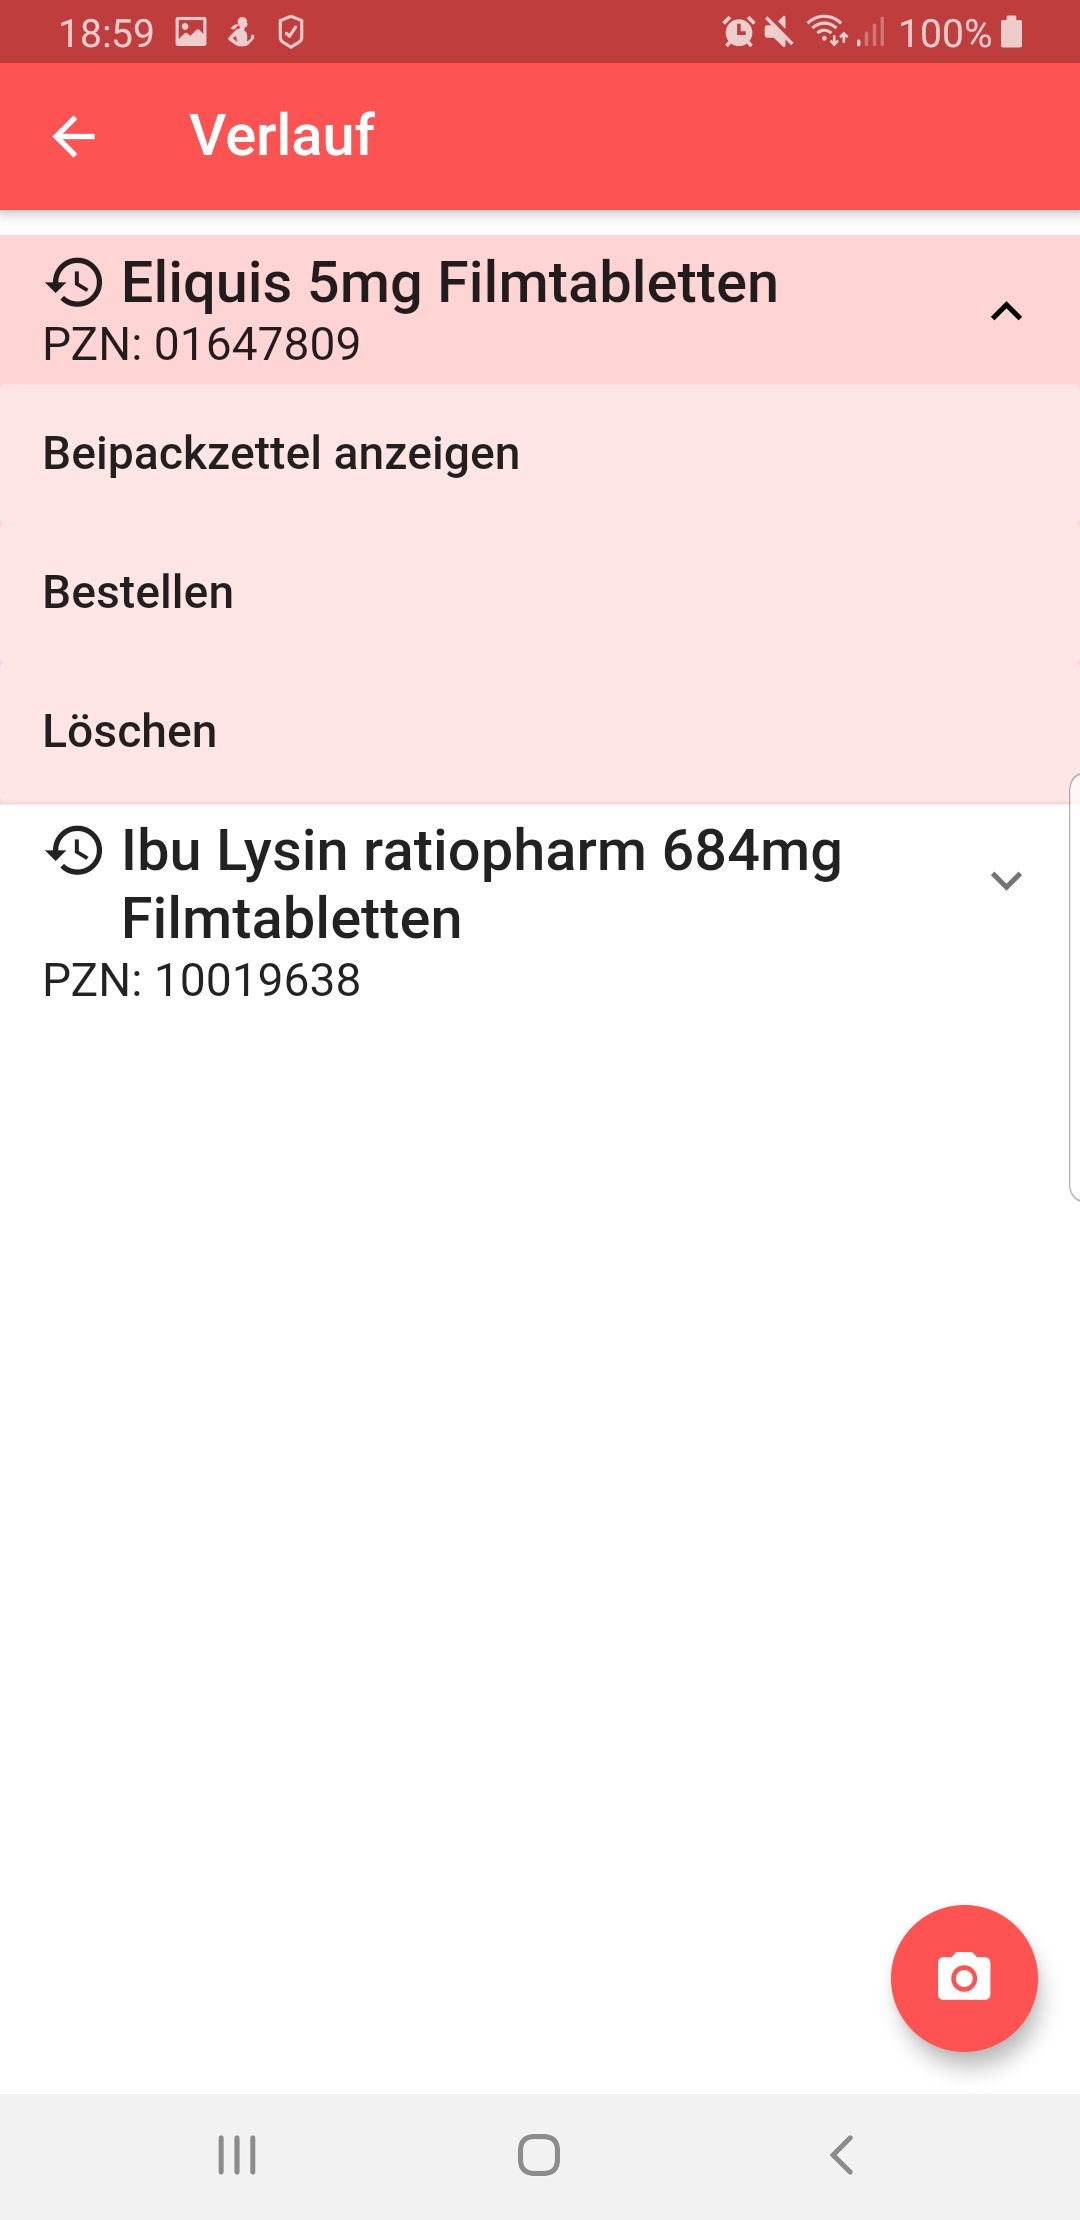 18:59
100%
Verlauf
Eliquis 5mg Filmtabletten
PZN: 01647809
Beipackzettel anzeigen
Bestellen
Löschen
Ibu Lysin ratiopharm 684mg
Filmtabletten
PZN: 10019638